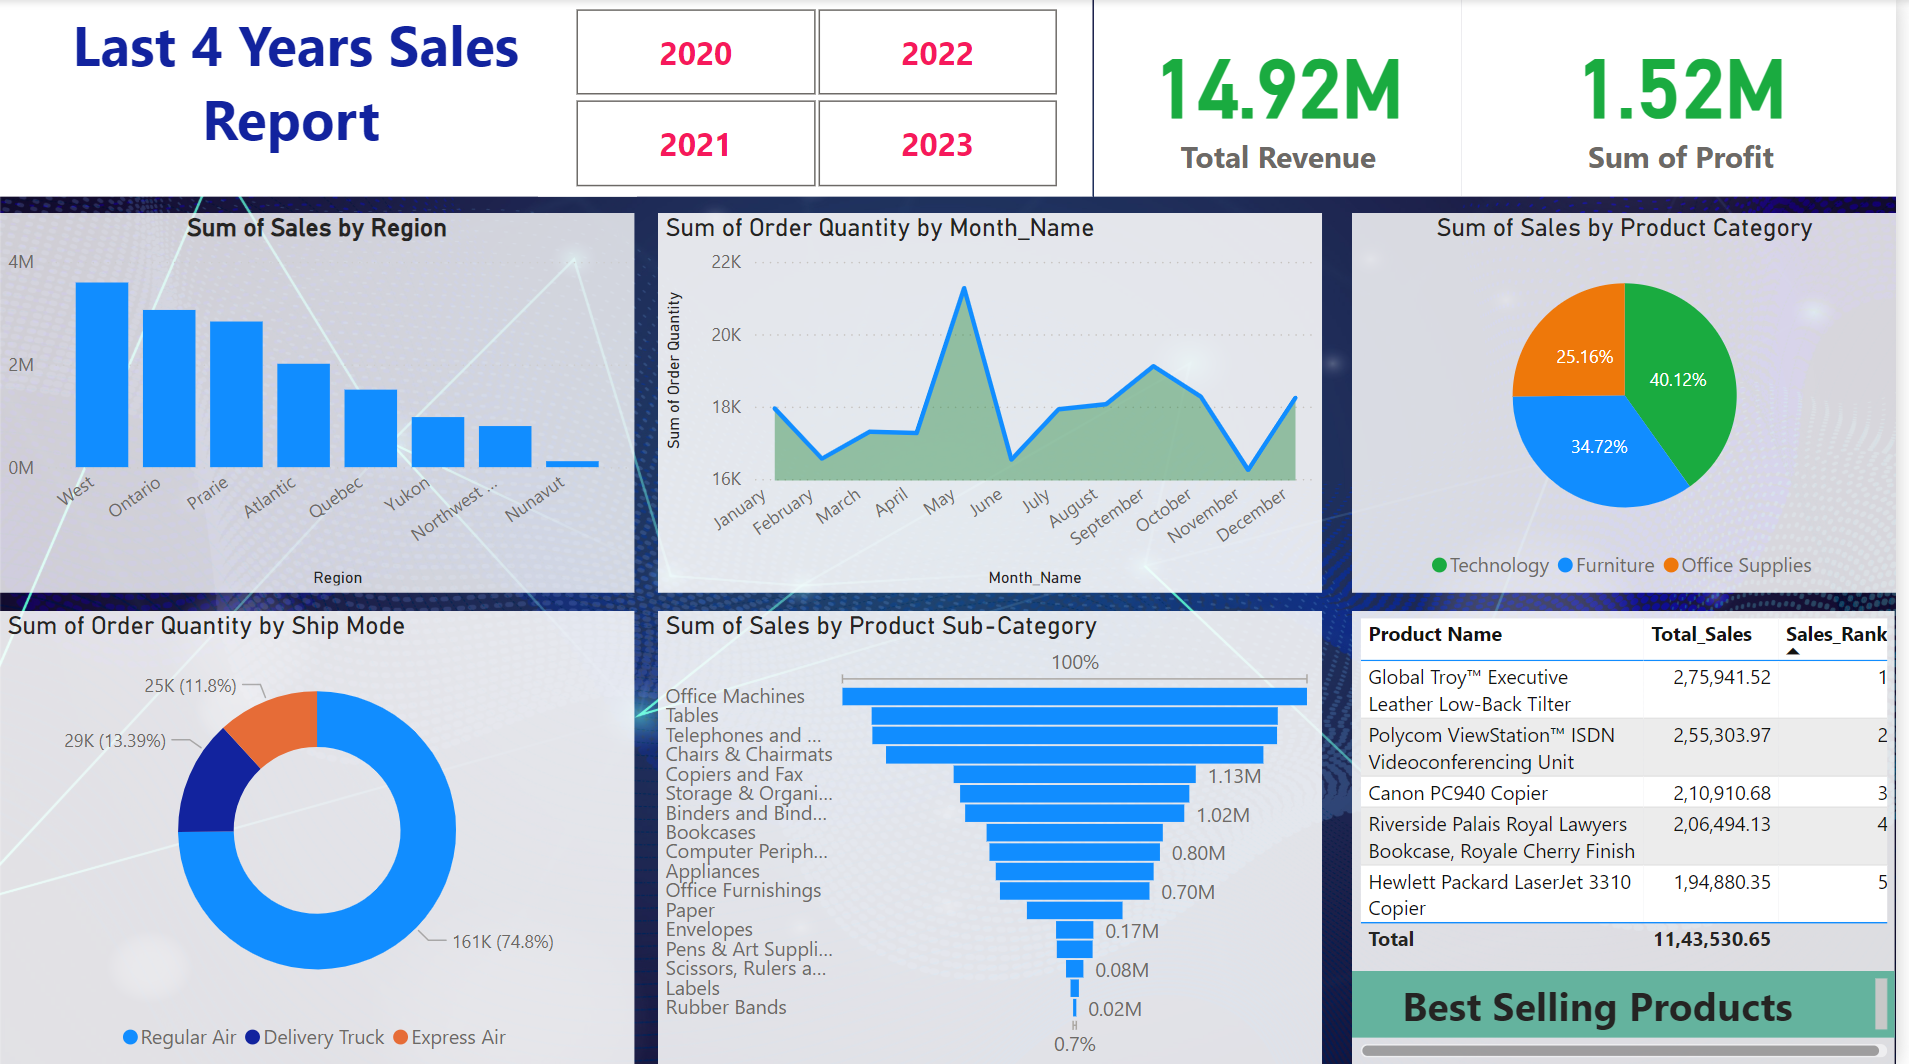 Last 4 Years Sales
Report
2020
2022
2021
2023
14.92M
Total Revenue
1.52M
Sum of Profit
Sum of Sales by Region
4M
2M
0M
West
Ontario
Prarie
Atlantic
Quebec
Yukon
Northwest ...
Nunavut
Region
Sum of Order Quantity by Month_Name
Sum of Order Quantity
22K
20K
18K
16K
January
February
March
April
May
June
July
August
September
October
November
December
Month_Name
Sum of Sales by Product Category
25.16%
40.12%
34.72%
Technology Furniture Office Supplies
Sum of Order Quantity by Ship Mode
25K (11.8%)
29K (13.39%)
161K (74.8%)
Regular Air Delivery Truck Express Air
Sum of Sales by Product Sub-Category
100%
Office Machines
Tables
Telephones and ...
Chairs & Chairmats
Copiers and Fax 1.13M
Storage & Organi...
Binders and Bind... 1.02M
Bookcases
Computer Periph... 0.80M
Appliances
Office Furnishings 0.70M
Paper
Envelopes 0.17M
Pens & Art Suppli...
Scissors, Rulers a... 0.08M
Labels
Rubber Bands 0.02M
0.7%
Product Name Total_Sales Sales_Rank
Global Troy™ Executive 2,75,941.52 1
Leather Low-Back Tilter
Polycom ViewStation™ ISDN 2,55,303.97 2
Videoconferencing Unit
Canon PC940 Copier 2,10,910.68 3
Riverside Palais Royal Lawyers 2,06,494.13 4
Bookcase, Royale Cherry Finish
Hewlett Packard LaserJet 3310 1,94,880.35 5
Copier
Total 11,43,530.65
Best Selling Products